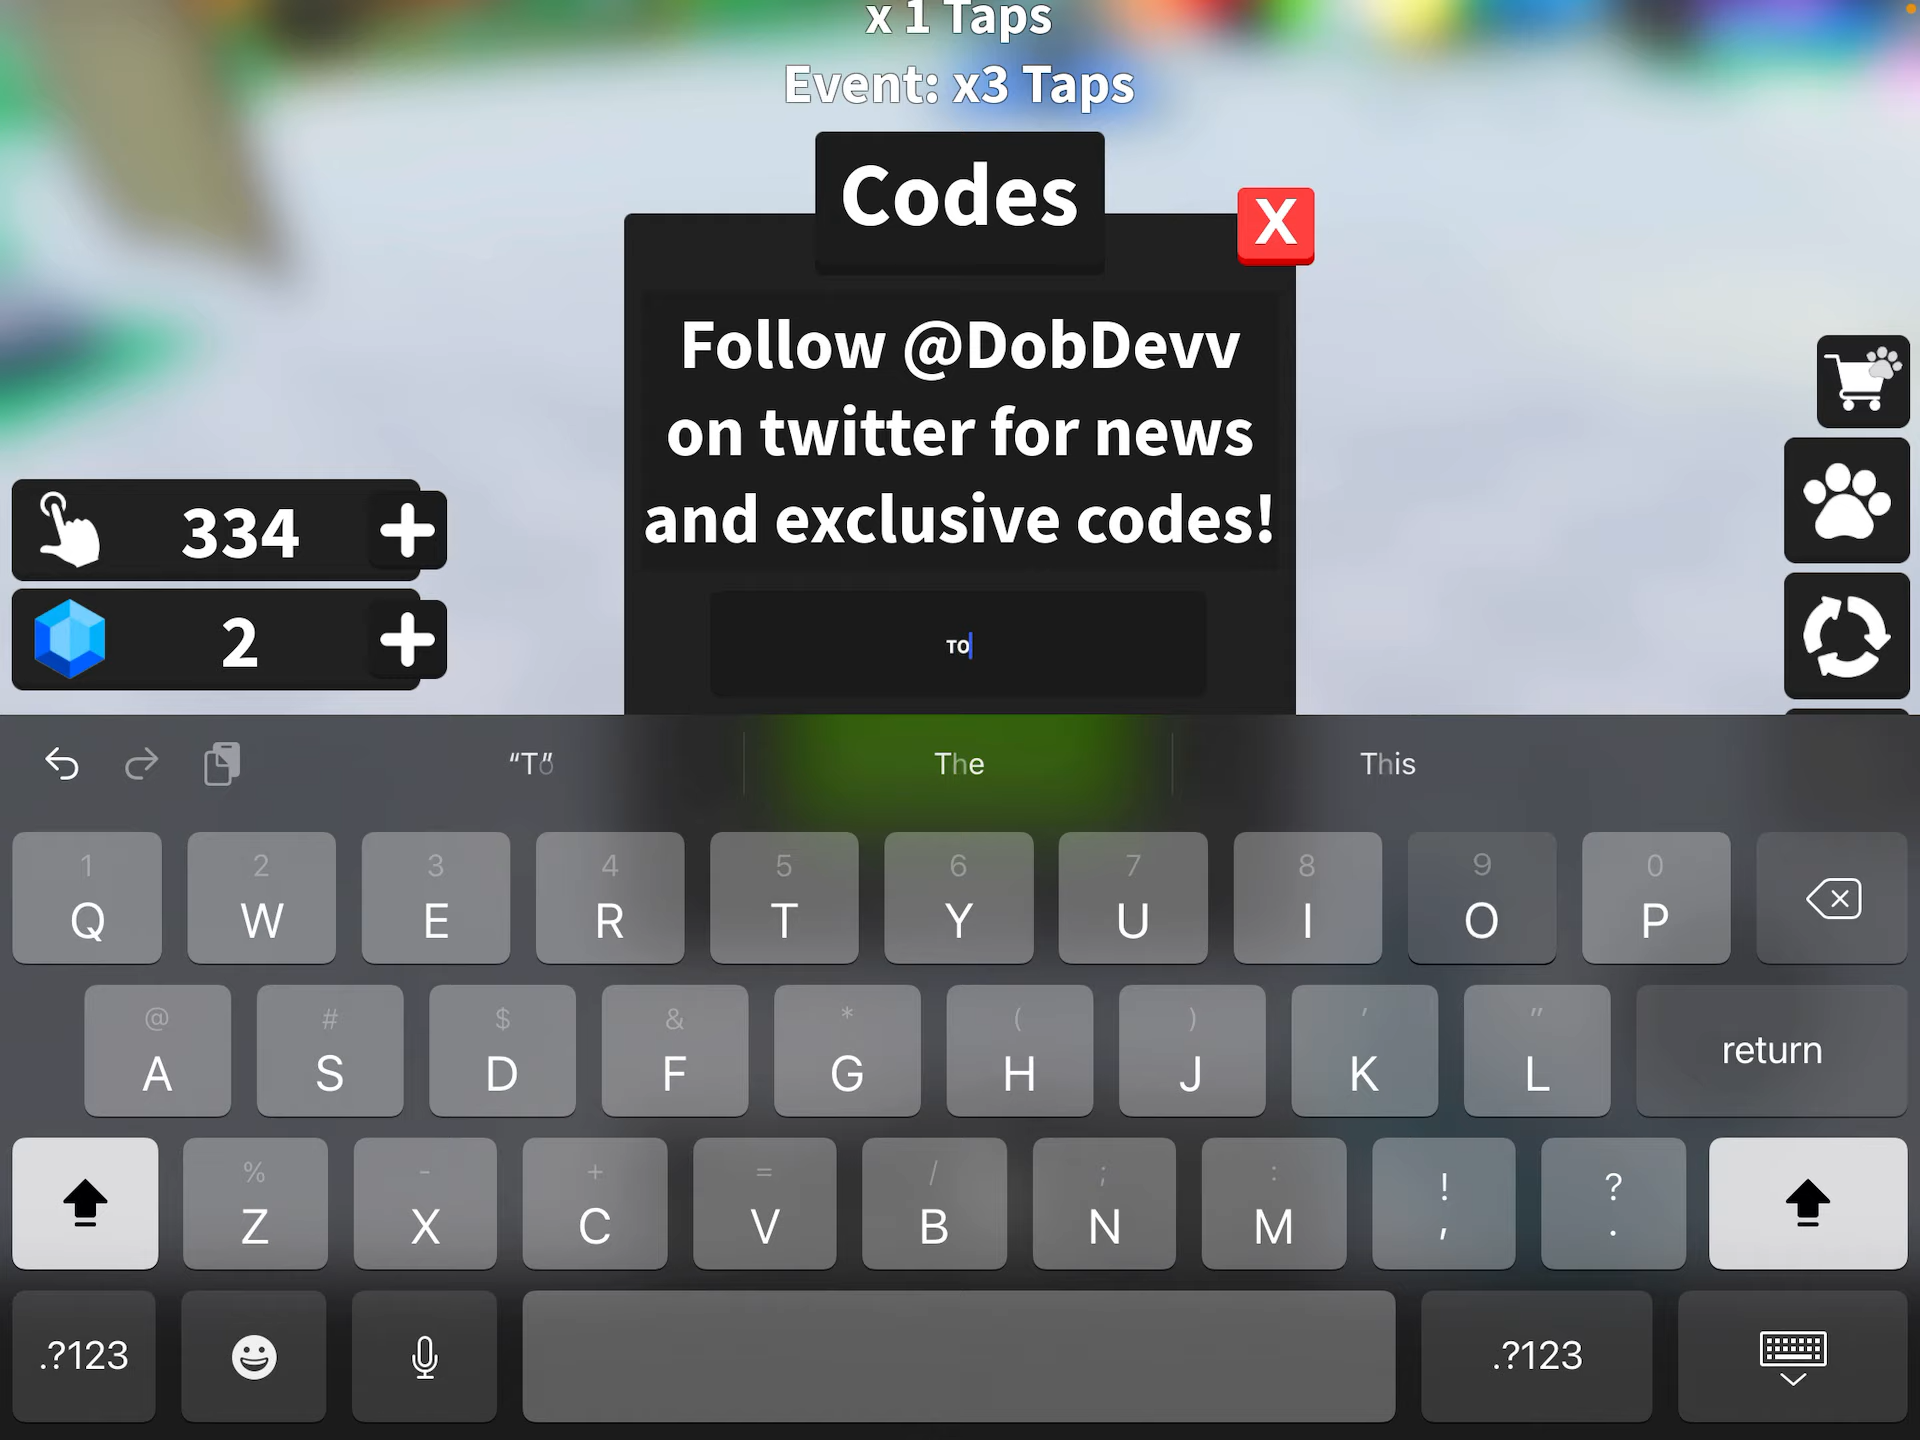 x 1 Taps
Event: x3 Taps
Codes
X
Follow @DobDevv
on twitter for news
and exclusive codes!
334
2
TO
“To” The This
1 2 3 4 5 6 7 8 9 0
Q W E R T Y U I O P
@ # $ & * ( ) ' "
A S D F G H J K L return
% - + = / ; : ! ?
Z X C V B N M , .
.?123 .?123